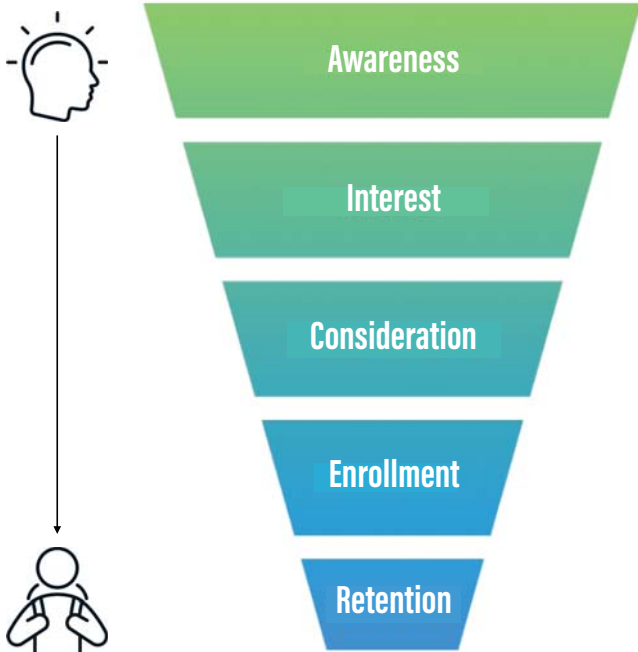 Awareness
Interest
Consideration
Enrollment
Retention